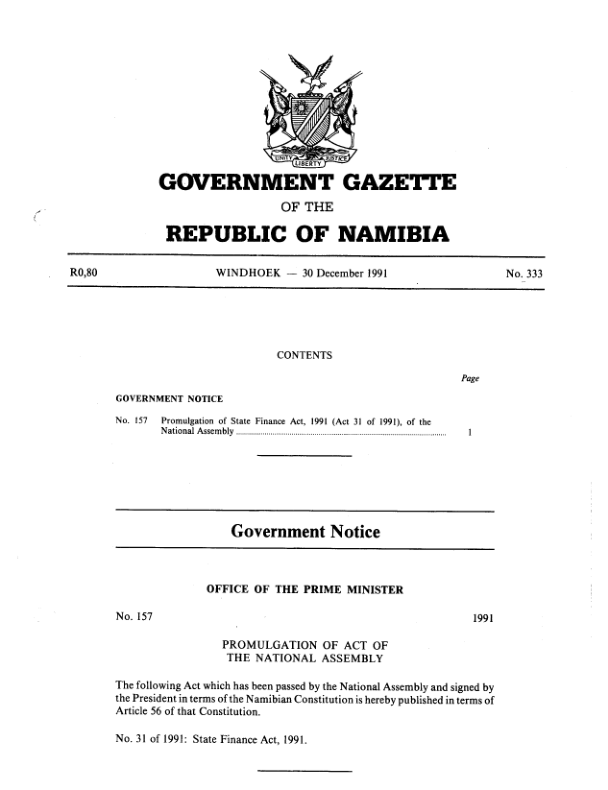 UNITY LIBERTY JUSTICE
GOVERNMENT GAZETTE
OF THE
REPUBLIC OF NAMIBIA
R0,80 WINDHOEK — 30 December 1991 No. 333
CONTENTS
Page
GOVERNMENT NOTICE
No. 157 Promulgation of State Finance Act, 1991 (Act 31 of 1991), of the
National Assembly ........................................ 1
Government Notice
OFFICE OF THE PRIME MINISTER
No. 157 1991
PROMULGATION OF ACT OF
THE NATIONAL ASSEMBLY
The following Act which has been passed by the National Assembly and signed by
the President in terms of the Namibian Constitution is hereby published in terms of
Article 56 of that Constitution.
No. 31 of 1991: State Finance Act, 1991.